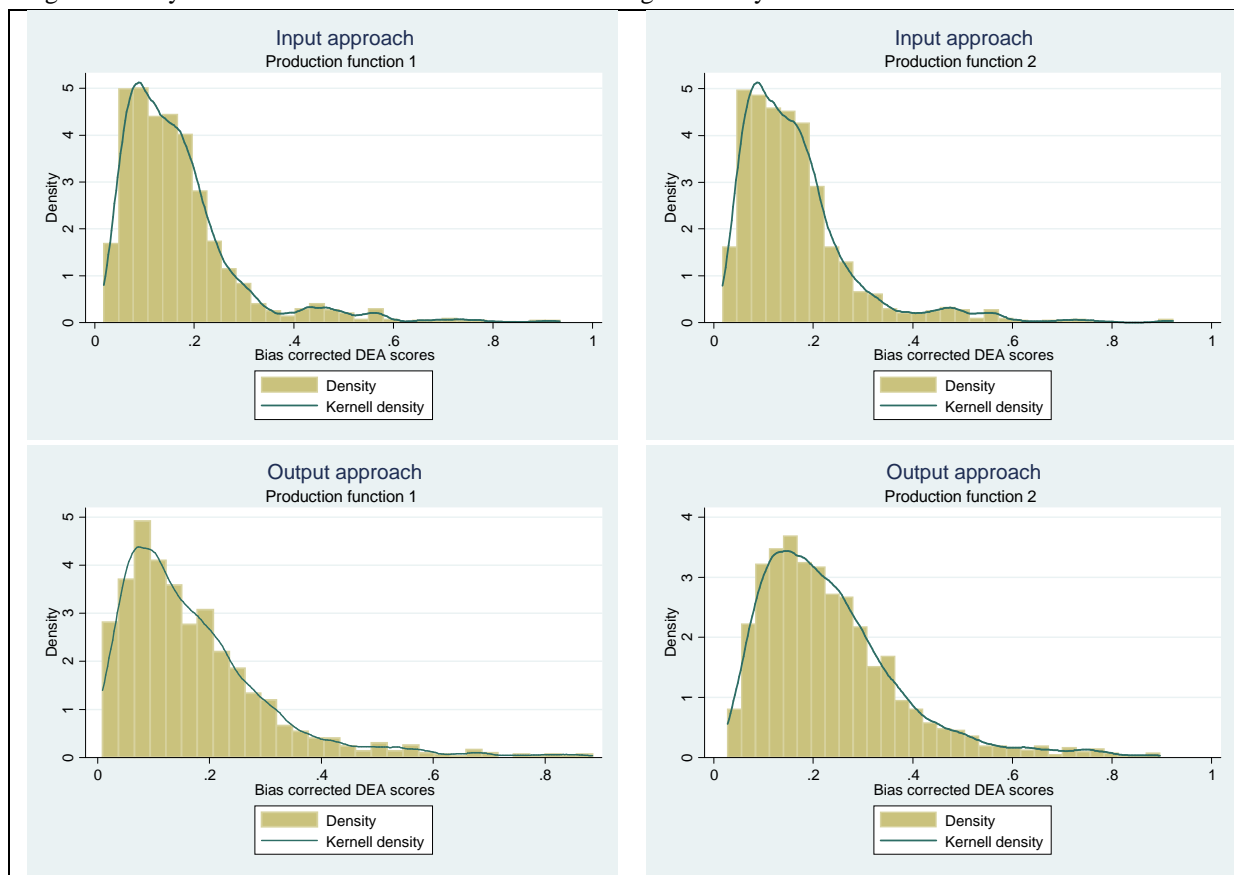 Input approach
Production function 1
Density
5
4
3
2
1
0
0 .2 .4 .6 .8 1
Bias corrected DEA scores
Density
Kernell density
Input approach
Production function 2
Density
5
4
3
2
1
0
0 .2 .4 .6 .8 1
Bias corrected DEA scores
Density
Kernell density
Output approach
Production function 1
Density
5
4
3
2
1
0
0 .2 .4 .6 .8
Bias corrected DEA scores
Density
Kernell density
Output approach
Production function 2
Density
4
3
2
1
0
0 .2 .4 .6 .8 1
Bias corrected DEA scores
Density
Kernell density